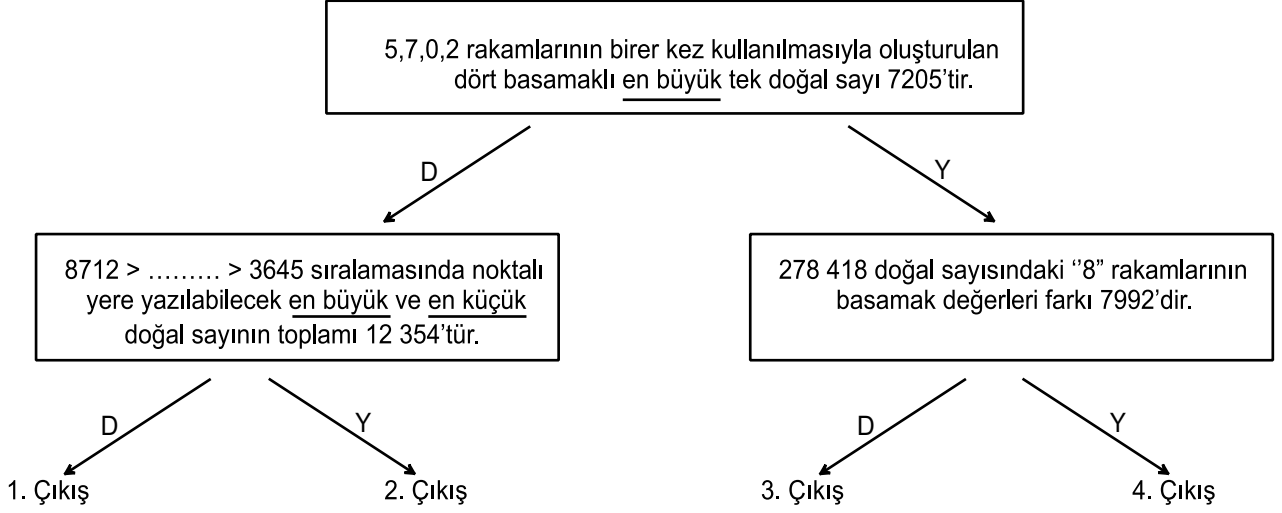 5,7,0,2 rakamlarının birer kez kullanılmasıyla oluşturulan
dört basamaklı en büyük tek doğal sayı 7205’tir.
D
Y
8712 > ......... > 3645 sıralamasında noktalı
yere yazılabilecek en büyük ve en küçük
doğal sayının toplamı 12 354’tür.
278 418 doğal sayısındaki ‘’8” rakamlarının
basamak değerleri farkı 7992’dir.
D
Y
D
Y
1. Çıkış
2. Çıkış
3. Çıkış
4. Çıkış